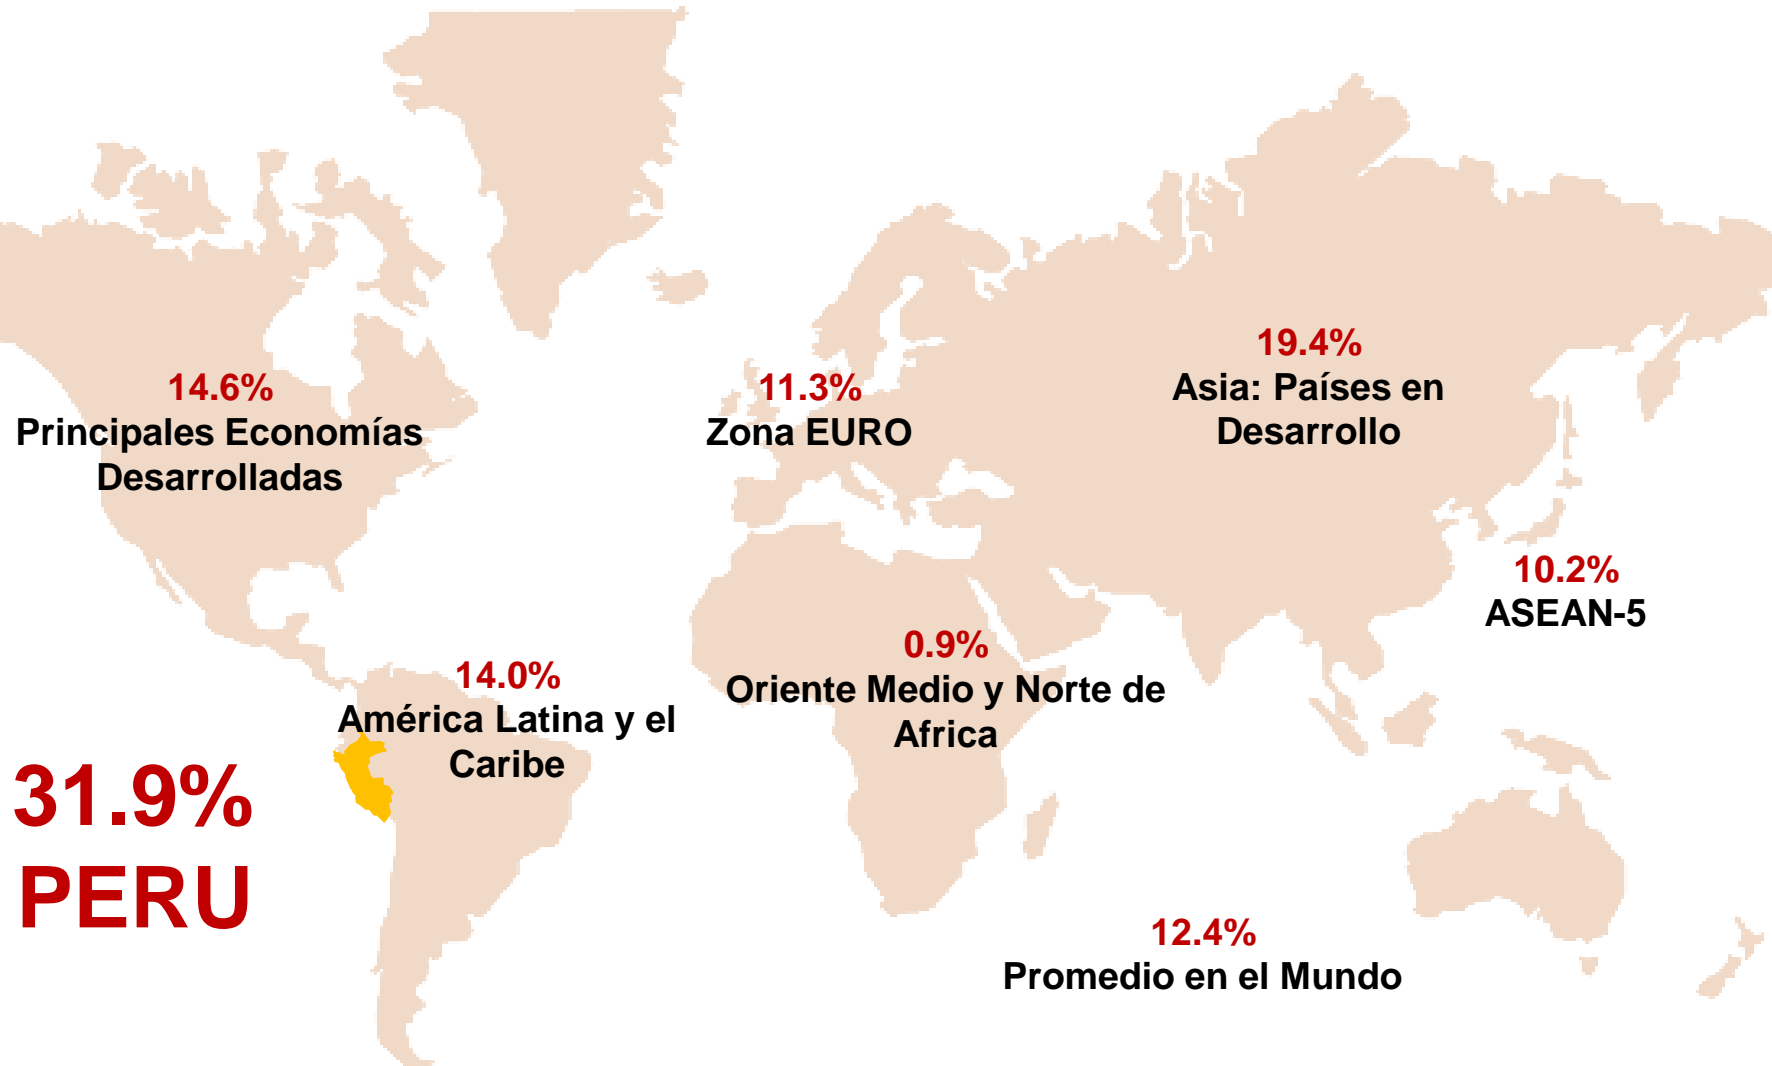 19.4%
Asia: Países en
Desarrollo
14.6%
Principales Economías
Desarrolladas
11.3%
Zona EURO
10.2%
ASEAN-5
0.9%
Oriente Medio y Norte de
Africa
14.0%
América Latina y el
Caribe
31.9%
PERU
12.4%
Promedio en el Mundo